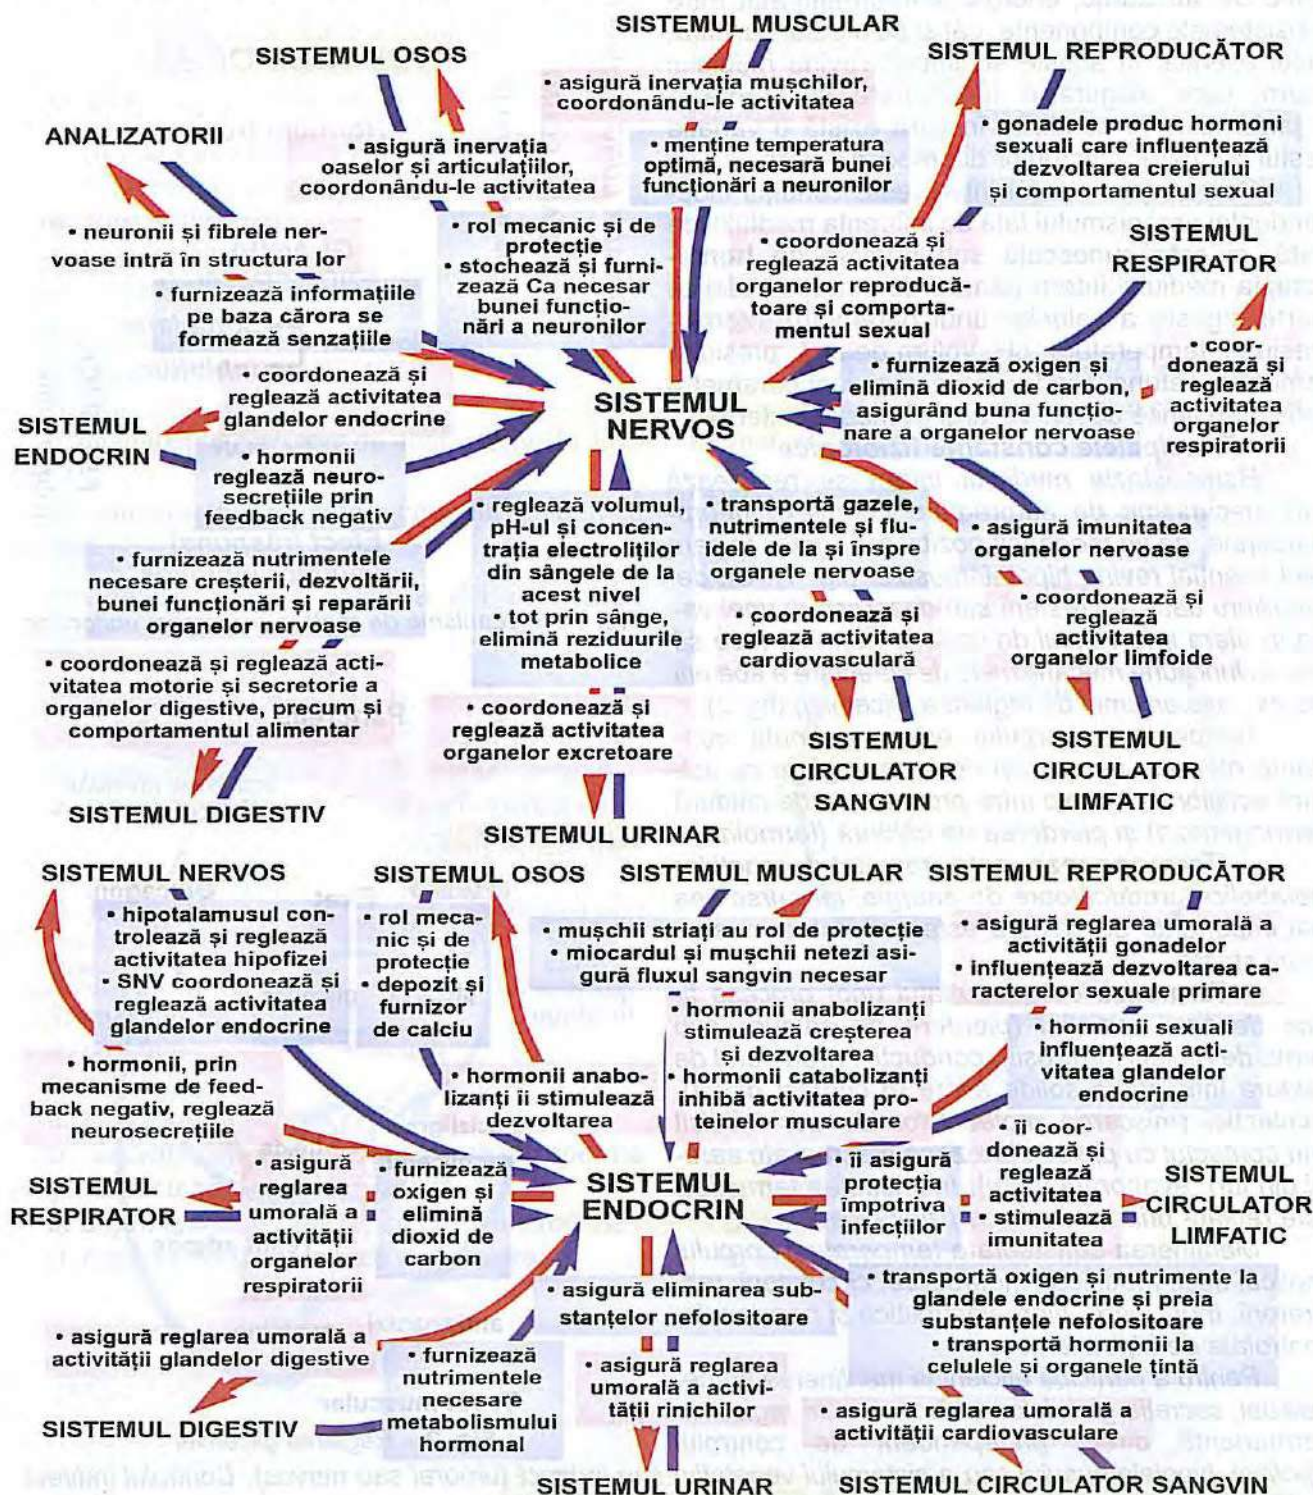 SISTEMUL MUSCULAR
SISTEMUL OSOS
SISTEMUL REPRODUCĂTOR
• asigură inervația mușchilor,
coordonându-le activitatea
ANALIZATORII
• asigură inervația
oaselor și articulațiilor,
coordonându-le activitatea
• menține temperatura
optimă, necesară bunei
funcționări a neuronilor
• gonadele produc hormoni
sexuali care influențează
dezvoltarea creierului
și comportamentul sexual
• neuronii și fibrele ner-
voase intră în structura lor
• rol mecanic și de
protecție
stochează și furni-
zează Ca necesar
bunei funcțio-
nări a neuronilor
• coordonează și
reglează activitatea
organelor reproducă-
toare și comporta-
mentul sexual
SISTEMUL
RESPIRATOR
• furnizează informațiile
pe baza cărora se
formează senzațiile
• coor-
donează și
reglează
activitatea
organelor
respiratorii
• coordonează și
reglează activitatea
glandelor endocrine
SISTEMUL
NERVOS
• furnizează oxigen și
elimină dioxid de carbon,
asigurând buna funcțio-
nare a organelor nervoase
SISTEMUL
ENDOCRIN
• hormonii
reglează neuro-
secrețiile prin
feedback negativ
• reglează volumul,
pH-ul și concen-
trația electroliților
din sângele de la
acest nivel
tot prin sânge,
elimină reziduurile
metabolice
• transportă gazele,
nutrimentele și flu-
idele de la și înspre
organele nervoase
• asigură imunitatea
organelor nervoase
• furnizează nutrimentele
necesare creșterii, dezvoltării,
bunei funcționări și reparării
organelor nervoase
• coordonează și
reglează activitatea
cardiovasculară
• coordonează și
reglează
activitatea
organelor limfoide
• coordonează și reglează acti-
vitatea motorie și secretorie a
organelor digestive, precum și
comportamentul alimentar
• coordonează și
reglează activitatea
organelor excretoare
SISTEMUL
CIRCULATOR
SANGVIN
SISTEMUL
CIRCULATOR
LIMFATIC
SISTEMUL DIGESTIV
SISTEMUL URINAR
SISTEMUL NERVOS
SISTEMUL OSOS
SISTEMUL MUSCULAR
SISTEMUL REPRODUCĂTOR
• hipotalamusul con-
trolează și reglează
activitatea hipofizei
• SNV coordonează și
reglează activitatea
glandelor endocrine
• rol meca-
nic și de
protecție
• depozit și
furnizor
de calciu
• mușchii striați au rol de protecție
• miocardul și mușchii netezi asi-
gură fluxul sangvin necesar
• asigură reglarea umorală a
activității gonadelor
• influențează dezvoltarea ca-
racterelor sexuale primare
• hormonii anabolizanți
stimulează creșterea
și dezvoltarea
• hormonii catabolizanți
inhibă activitatea pro-
teinelor musculare
• hormonii sexuali
influențează acti-
vitatea glandelor
endocrine
• hormonii, prin
mecanisme de feed-
back negativ, reglează
neurosecrețiile
• hormonii anabo-
lizanți ii stimulează
dezvoltarea
SISTEMUL
RESPIRATOR
• asigură
reglarea
umorală a
activității
organelor
respiratorii
furnizează
oxigen și
elimină
dioxid de
carbon
SISTEMUL
ENDOCRIN
• îi asigură
protecția
împotriva
infecțiilor
• îl coor-
donează și
reglează
activitatea
• stimulează
imunitatea
SISTEMUL
CIRCULATOR
LIMFATIC
• asigură eliminarea sub-
stanțelor nefolositoare
• transportă oxigen și nutrimente la
glandele endocrine și preia
substanțele nefolositoare
• transportă hormonii la
celulele și organele țintă
• asigură reglarea umorală a
activității glandelor digestive
• furnizează
nutrimentele
necesare
metabolismului
hormonal
• asigură reglarea
umorală a activi-
tății rinichilor
• asigură reglarea umorală a
activității cardiovasculare
SISTEMUL DIGESTIV
SISTEMUL URINAR
SISTEMUL CIRCULATOR SANGVIN